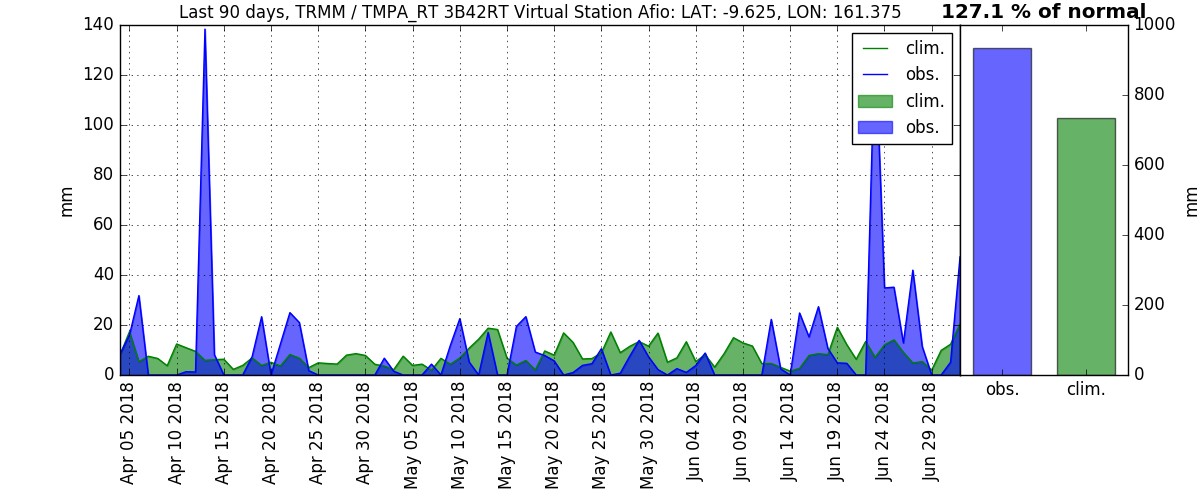 Last 90 days, TRMM / TMPA_RT 3B42RT Virtual Station Afio: LAT: -9.625, LON: 161.375
127.1 % of normal
140
120
100
80
60
40
20
0
mm
clim.
obs.
clim.
obs.
1000
800
600
400
200
0
mm
obs.
clim.
Apr 05 2018
Apr 10 2018
Apr 15 2018
Apr 20 2018
Apr 25 2018
Apr 30 2018
May 05 2018
May 10 2018
May 15 2018
May 20 2018
May 25 2018
May 30 2018
Jun 04 2018
Jun 09 2018
Jun 14 2018
Jun 19 2018
Jun 24 2018
Jun 29 2018